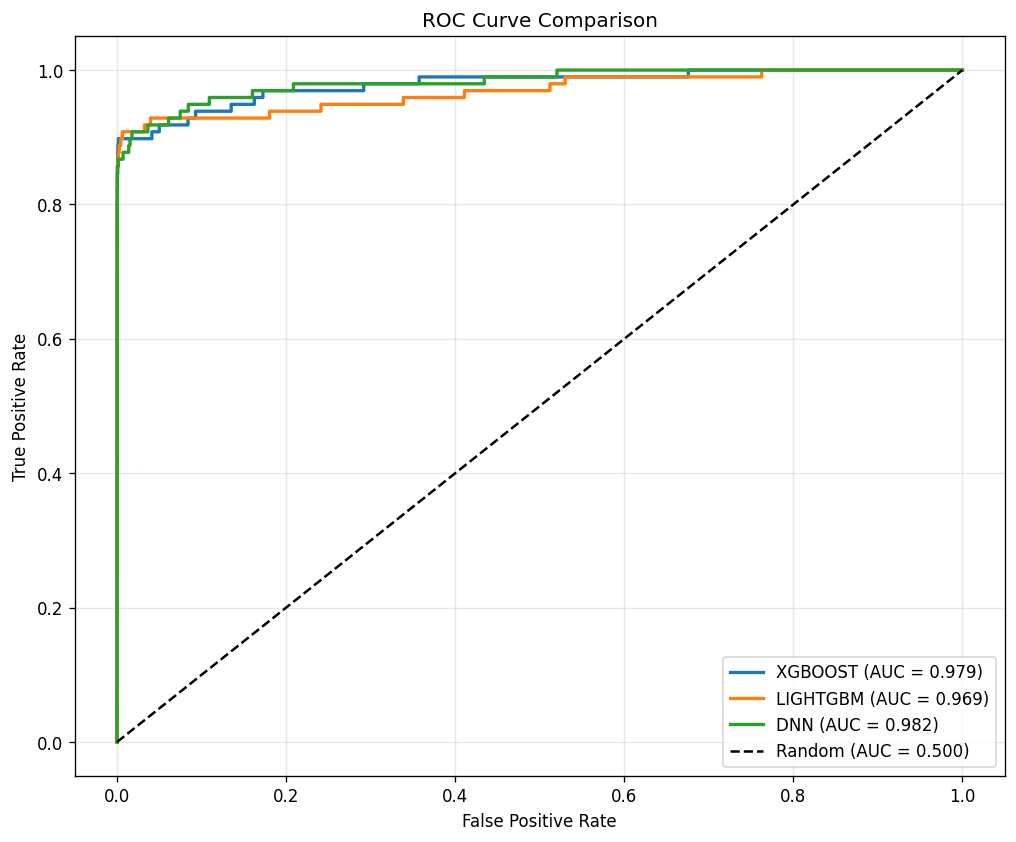 ROC Curve Comparison
1.0
0.8
0.6
0.4
0.2
0.0
True Positive Rate
0.0 0.2 0.4 0.6 0.8 1.0
False Positive Rate
XGBOOST (AUC = 0.979)
LIGHTGBM (AUC = 0.969)
DNN (AUC = 0.982)
Random (AUC = 0.500)